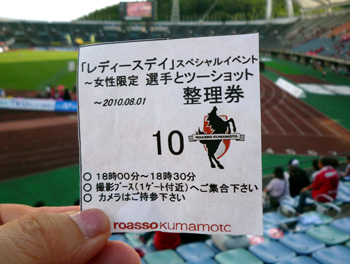 「レディースデイ」スペシャルイベント
～女性限定 選手とツーショット
～2010.08.01 整理券
10
ROASSO KUMAMOTO
○ 18時00分～18時30分
○ 撮影ブース(1ゲート付近)へご集合下さい
○ カメラはご持参下さい
roassokumamoto